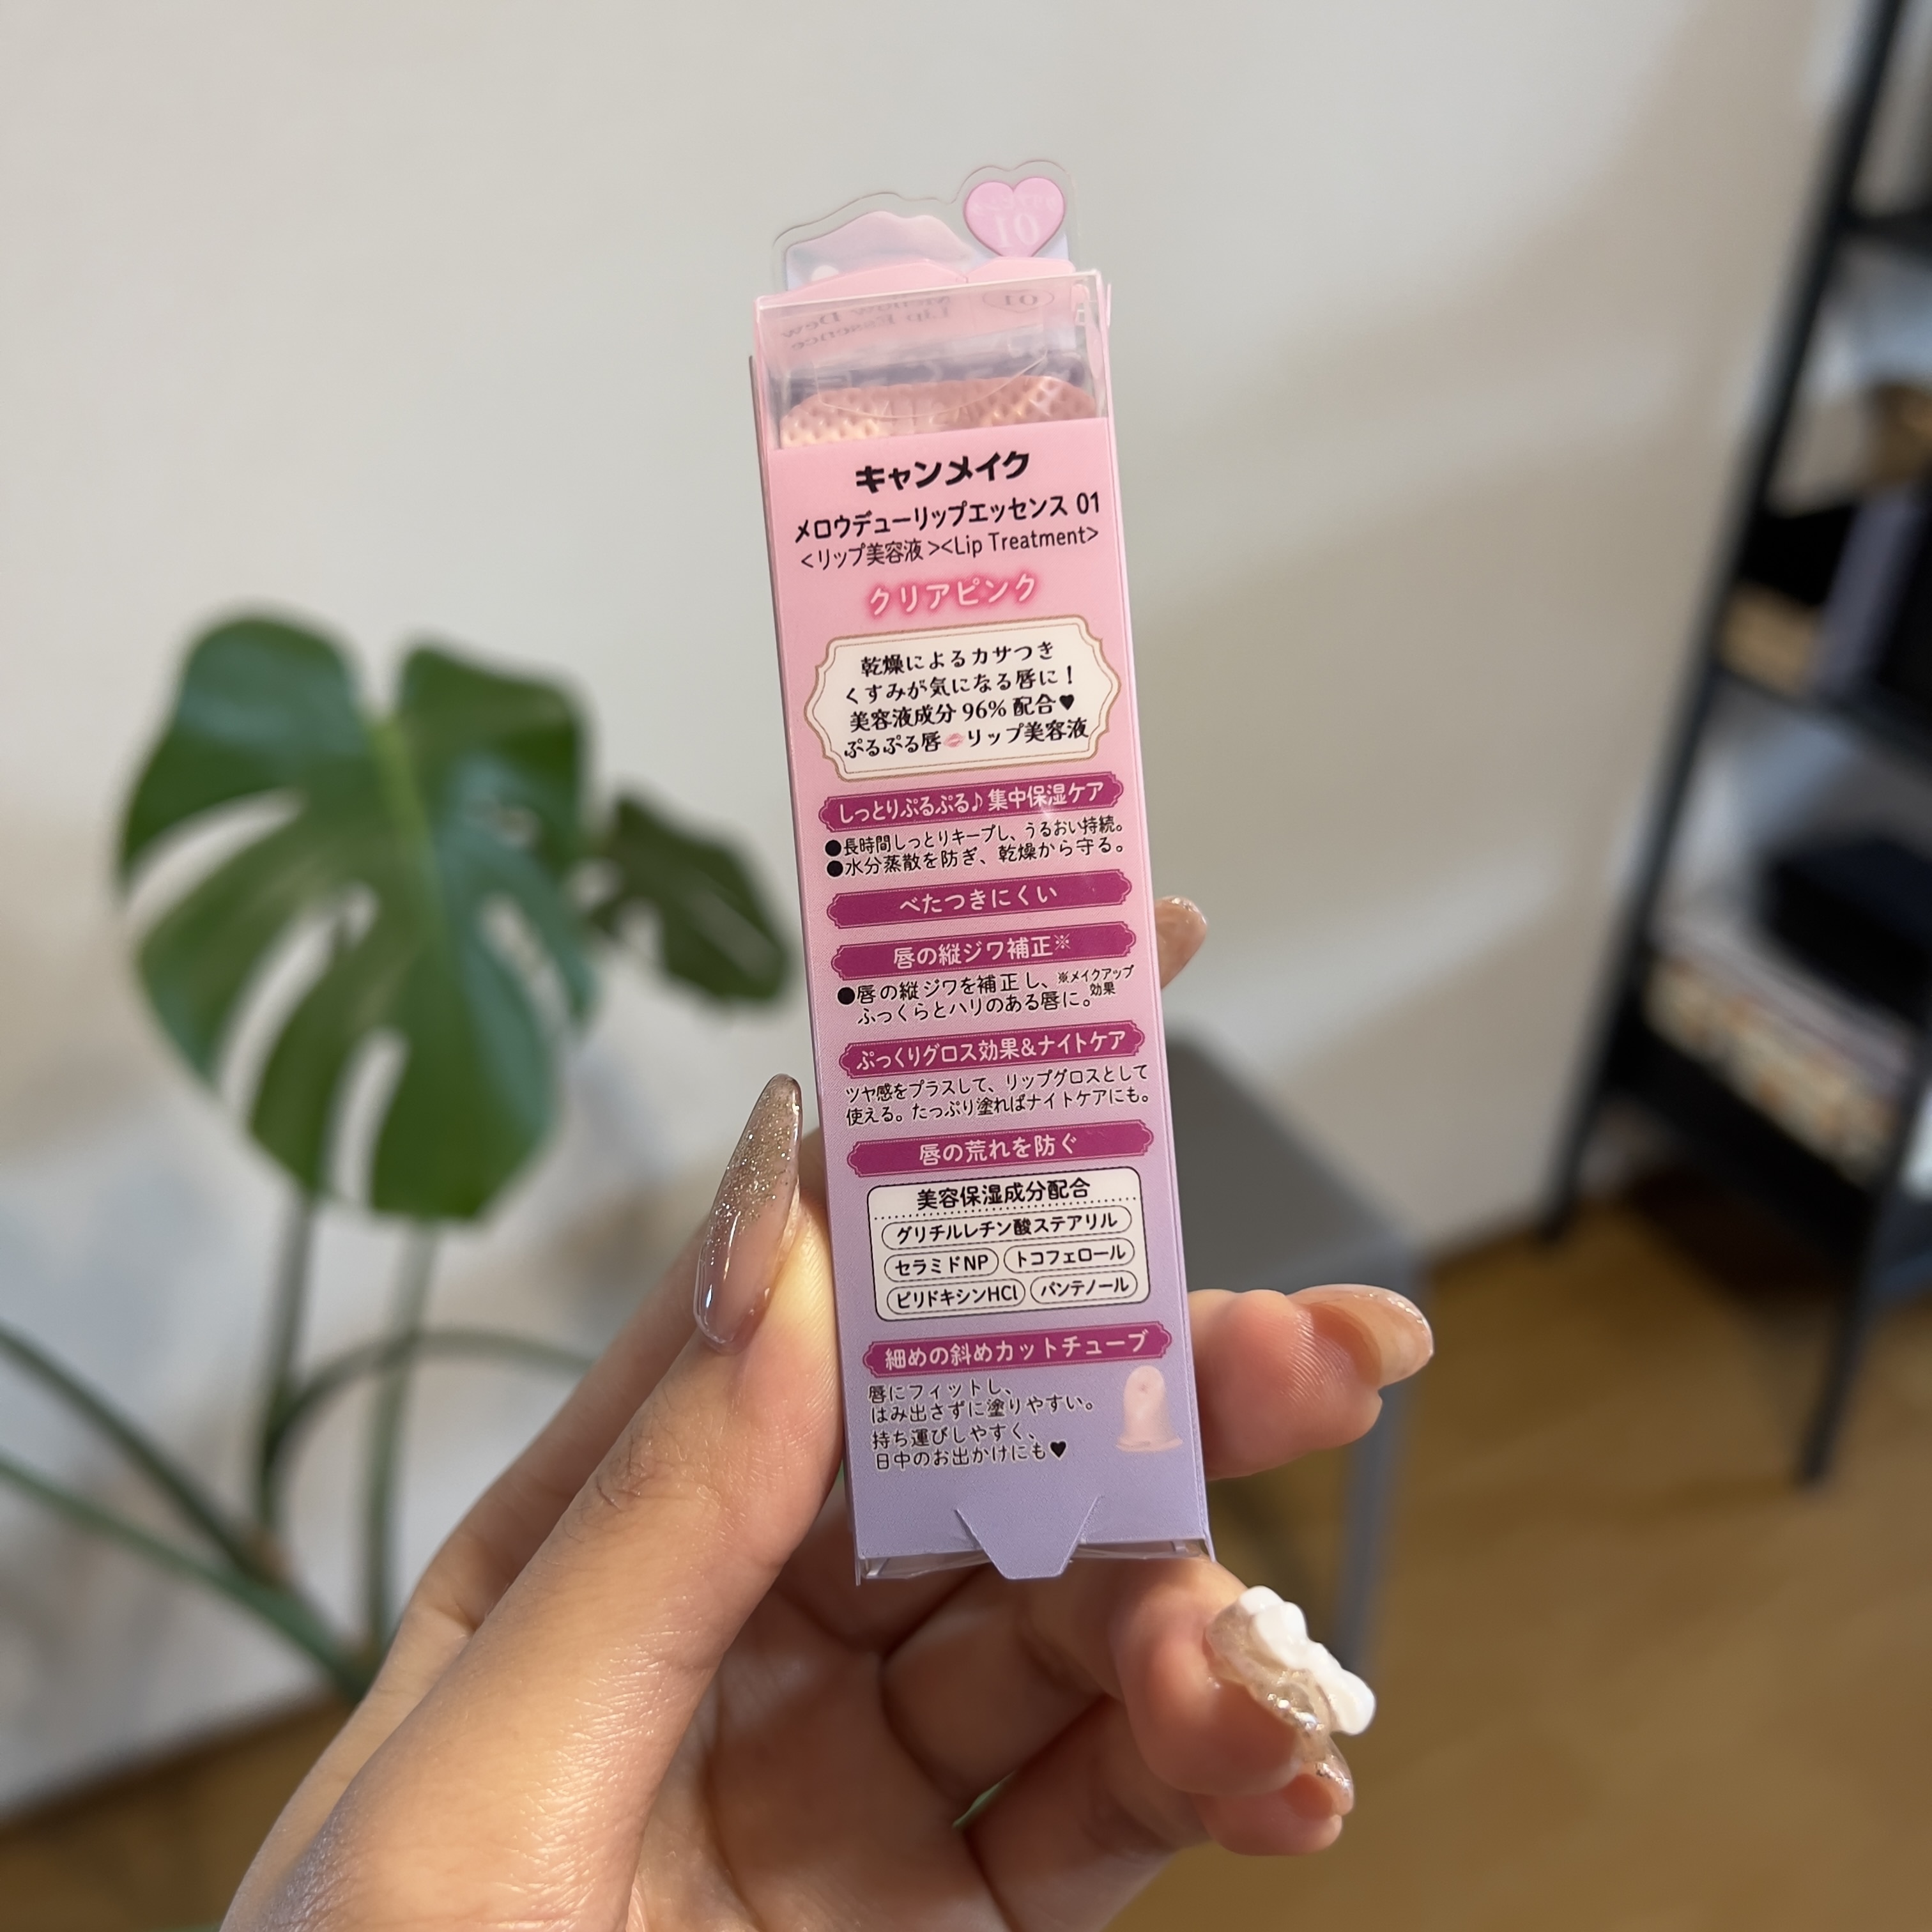 01
Mellow Dew
Lip Essence
01
キャンメイク
メロウデューリップエッセンス 01
<リップ美容液><Lip Treatment>
クリアピンク
乾燥によるカサつき
くすみが気になる唇に！
美容液成分 96% 配合♥
ぷるぷる唇💋リップ美容液
しっとりぷるぷる♪集中保湿ケア
●長時間しっとりキープし、うるおい持続。
●水分蒸散を防ぎ、乾燥から守る。
べたつきにくい
唇の縦ジワ補正※
●唇の縦ジワを補正し、
ふっくらとハリのある唇に。
※メイクアップ
効果
ぷっくりグロス効果&ナイトケア
ツヤ感をプラスして、リップグロスとして
使える。たっぷり塗ればナイトケアにも。
唇の荒れを防ぐ
美容保湿成分配合
グリチルレチン酸ステアリル
セラミドNP トコフェロール
ピリドキシンHCl パンテノール
細めの斜めカットチューブ
唇にフィットし、
はみ出さずに塗りやすい。
持ち運びしやすく、
日中のお出かけにも♥